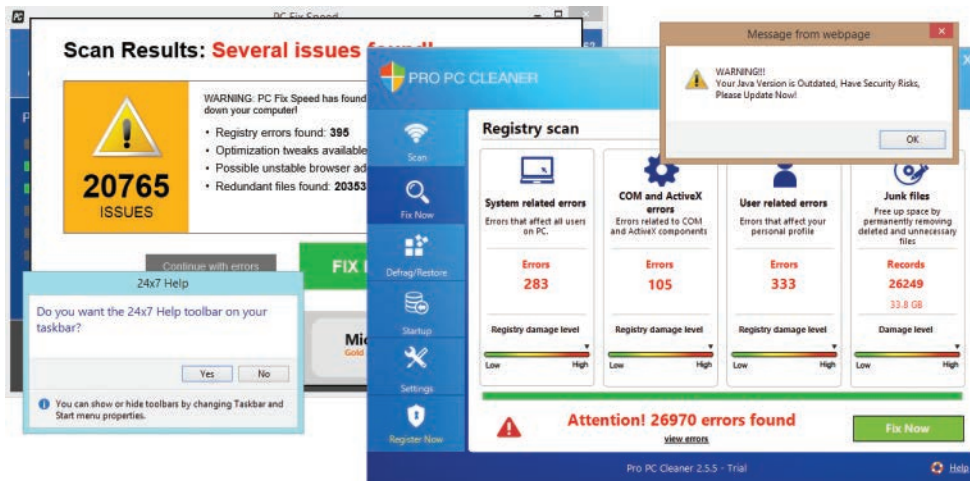 PC Fix Speed
Scan Results: Several issues found!
20765
ISSUES
WARNING: PC Fix Speed has found
down your computer!
• Registry errors found: 395
• Optimization tweaks available
• Possible unstable browser ad
• Redundant files found: 20353
Continue with errors
FIX
Gold
24x7 Help
Do you want the 24x7 Help toolbar on your
taskbar?
Yes
No
You can show or hide toolbars by changing Taskbar and
Start menu properties.
PRO PC CLEANER
Scan
Fix Now
Defrag/Restore
Startup
Settings
Register Now
Registry scan
System related errors
Errors that affect all users
on PC.
Errors
283
Registry damage level
Low High
COM and ActiveX
errors
Errors related to COM
and ActiveX components
Errors
105
Registry damage level
Low High
User related errors
Errors that affect your
personal profile
Errors
333
Registry damage level
Low High
Junk files
Free up space by
permanently removing
deleted and unnecessary
files
Records
26249
33.8 GB
Damage level
Low High
Attention! 26970 errors found
view errors
Fix Now
Pro PC Cleaner 2.5.5 - Trial
Help
Message from webpage
WARNING!!!
Your Java Version is Outdated, Have Security Risks,
Please Update Now!
OK